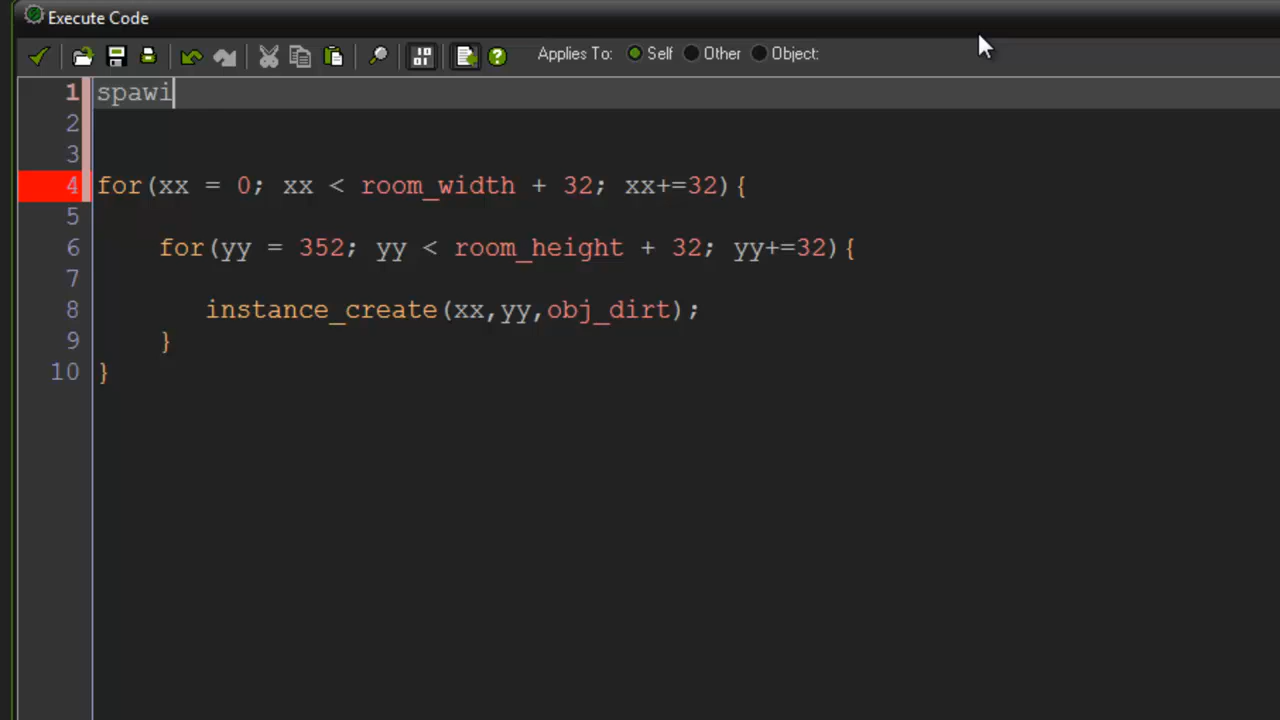 Execute Code
Applies To: Self Other Object:
1 spawi
2
3
4 for(xx = 0; xx < room_width + 32; xx+=32){
5
6 for(yy = 352; yy < room_height + 32; yy+=32){
7
8 instance_create(xx,yy,obj_dirt);
9 }
10 }